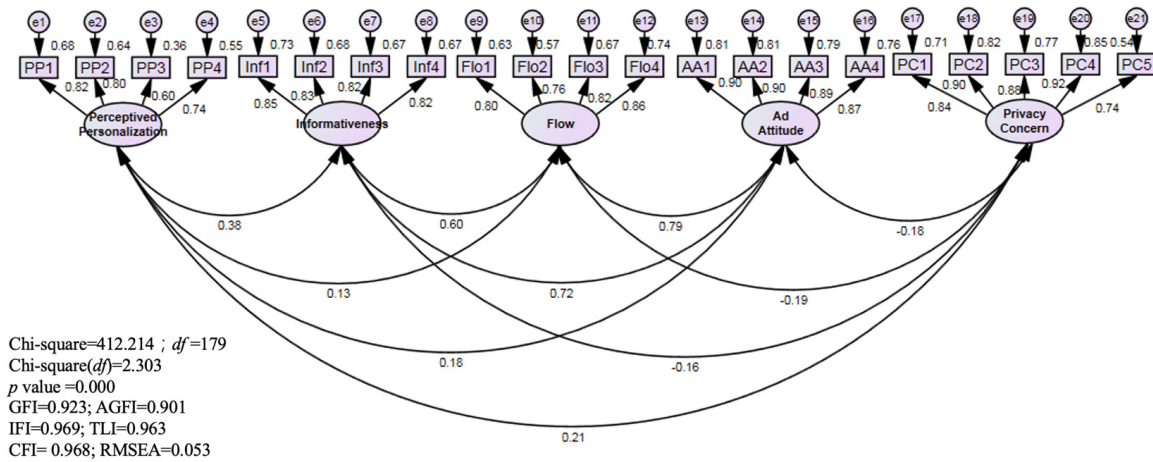 e1 e2 e3 e4 e5 e6 e7 e8 e9 e10 e11 e12 e13 e14 e15 e16 e17 e18 e19 e20 e21
0.68 0.64 0.36 0.55 0.73 0.68 0.67 0.67 0.63 0.57 0.67 0.74 0.81 0.81 0.79 0.76 0.71 0.82 0.77 0.85 0.54
PP1 PP2 PP3 PP4 Inf1 Inf2 Inf3 Inf4 Flo1 Flo2 Flo3 Flo4 AA1 AA2 AA3 AA4 PC1 PC2 PC3 PC4 PC5
0.82 0.80 0.60 0.74 0.85 0.83 0.82 0.82 0.80 0.76 0.82 0.86 0.90 0.90 0.89 0.87 0.84 0.90 0.88 0.92 0.74
Perceptived
Personalization
Informativeness
Flow
Ad
Attitude
Privacy
Concern
0.38 0.60 0.79 -0.18
0.13 0.72 -0.19
0.18 -0.16
0.21
Chi-square=412.214 ; df=179
Chi-square(df)=2.303
p value =0.000
GFI=0.923; AGFI=0.901
IFI=0.969; TLI=0.963
CFI= 0.968; RMSEA=0.053